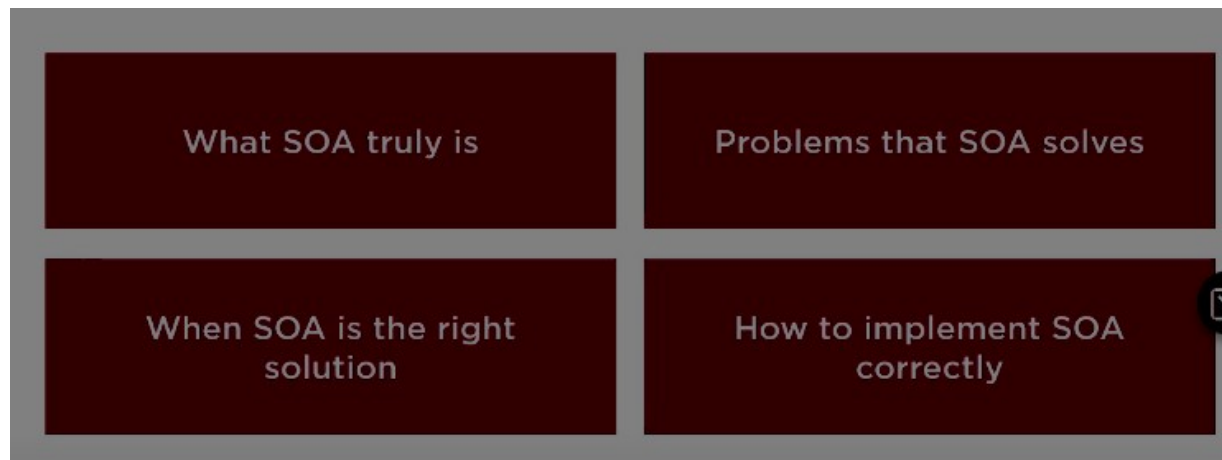 What SOA truly is
Problems that SOA solves
When SOA is the right
solution
How to implement SOA
correctly